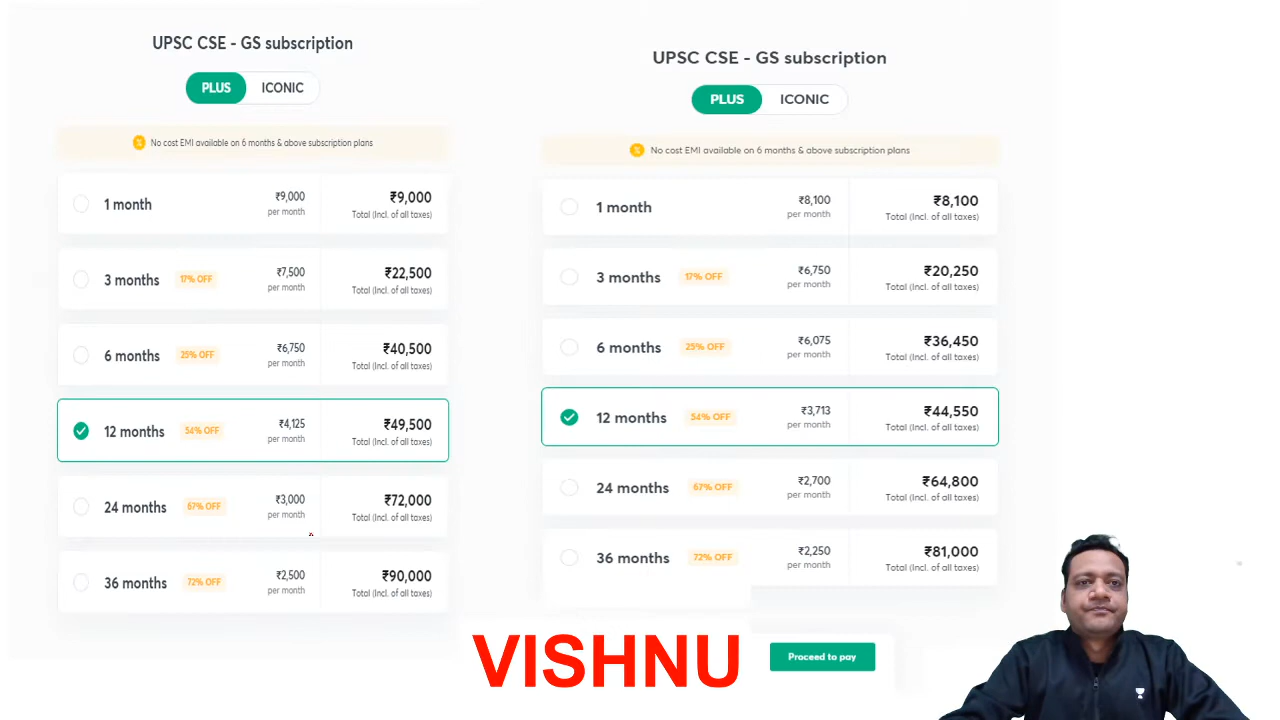 UPSC CSE - GS subscription
PLUS ICONIC
No cost EMI available on 6 months & above subscription plans
1 month ₹9,000 per month ₹9,000 Total (Incl. of all taxes)
3 months 17% OFF ₹7,500 per month ₹22,500 Total (Incl. of all taxes)
6 months 25% OFF ₹6,750 per month ₹40,500 Total (Incl. of all taxes)
12 months 54% OFF ₹4,125 per month ₹49,500 Total (Incl. of all taxes)
24 months 67% OFF ₹3,000 per month ₹72,000 Total (Incl. of all taxes)
36 months 72% OFF ₹2,500 per month ₹90,000 Total (Incl. of all taxes)
UPSC CSE - GS subscription
PLUS ICONIC
No cost EMI available on 6 months & above subscription plans
1 month ₹8,100 per month ₹8,100 Total (Incl. of all taxes)
3 months 17% OFF ₹6,750 per month ₹20,250 Total (Incl. of all taxes)
6 months 25% OFF ₹6,075 per month ₹36,450 Total (Incl. of all taxes)
12 months 54% OFF ₹3,713 per month ₹44,550 Total (Incl. of all taxes)
24 months 67% OFF ₹2,700 per month ₹64,800 Total (Incl. of all taxes)
36 months 72% OFF ₹2,250 per month ₹81,000 Total (Incl. of all taxes)
VISHNU
Proceed to pay